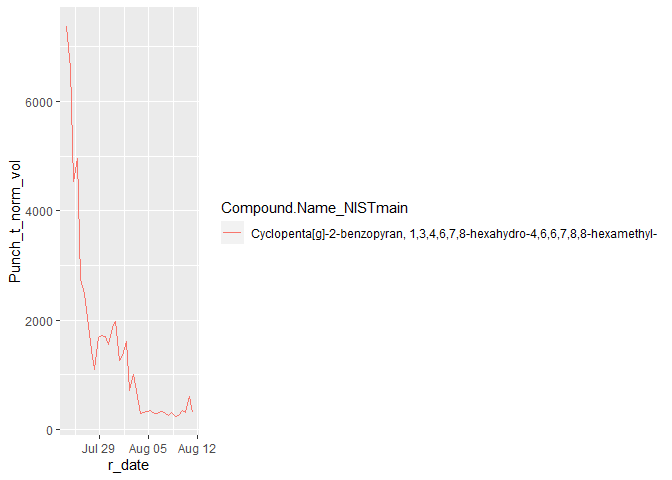 6000
4000
2000
0
Punch_t_norm_vol
Jul 29 Aug 05 Aug 12
r_date
Compound.Name_NISTmain
Cyclopenta[g]-2-benzopyran, 1,3,4,6,7,8-hexahydro-4,6,6,7,8,8-hexamethyl-